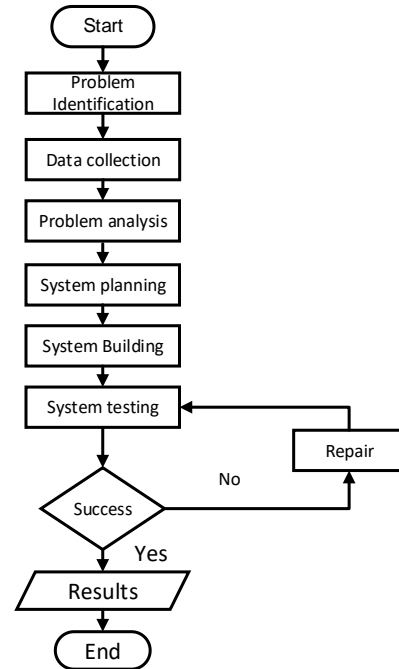 Start
Problem
Identification
Data collection
Problem analysis
System planning
System Building
System testing
Repair
No
Success
Yes
Results
End